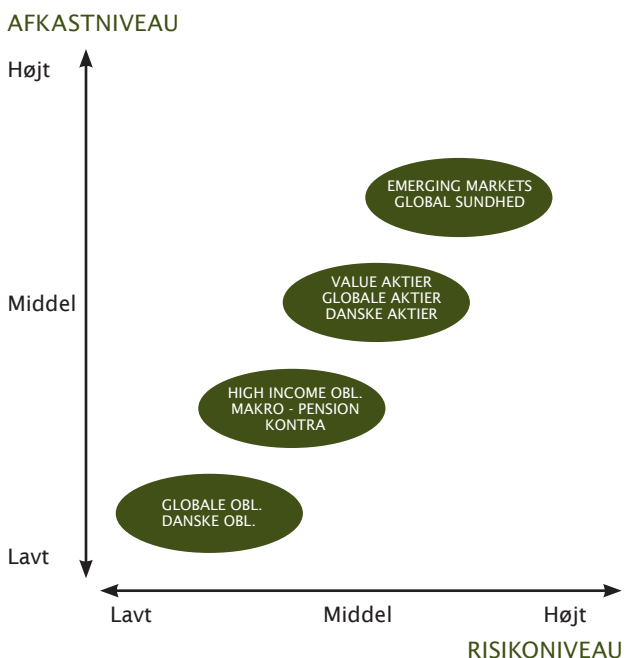 AFKASTNIVEAU
Højt
EMERGING MARKETS
GLOBAL SUNDHED
VALUE AKTIER
GLOBALE AKTIER
DANSKE AKTIER
Middel
HIGH INCOME OBL.
MAKRO - PENSION
KONTRA
GLOBALE OBL.
DANSKE OBL.
Lavt
Lavt
Middel
Højt
RISIKONIVEAU